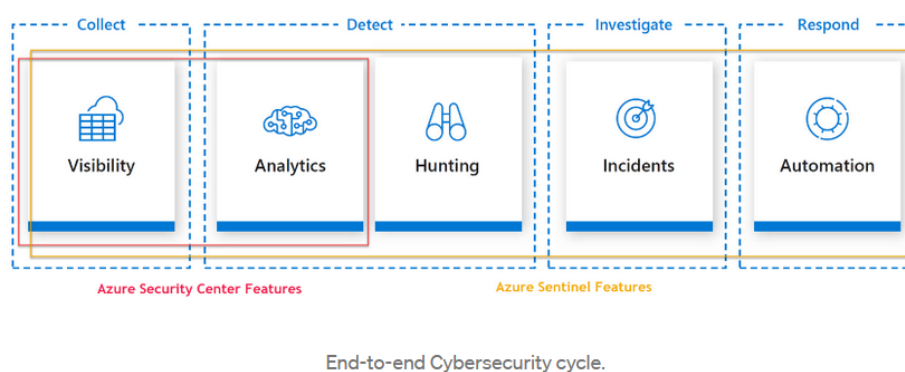 Collect Detect Investigate Respond
Visibility Analytics Hunting Incidents Automation
Azure Security Center Features Azure Sentinel Features
End-to-end Cybersecurity cycle.